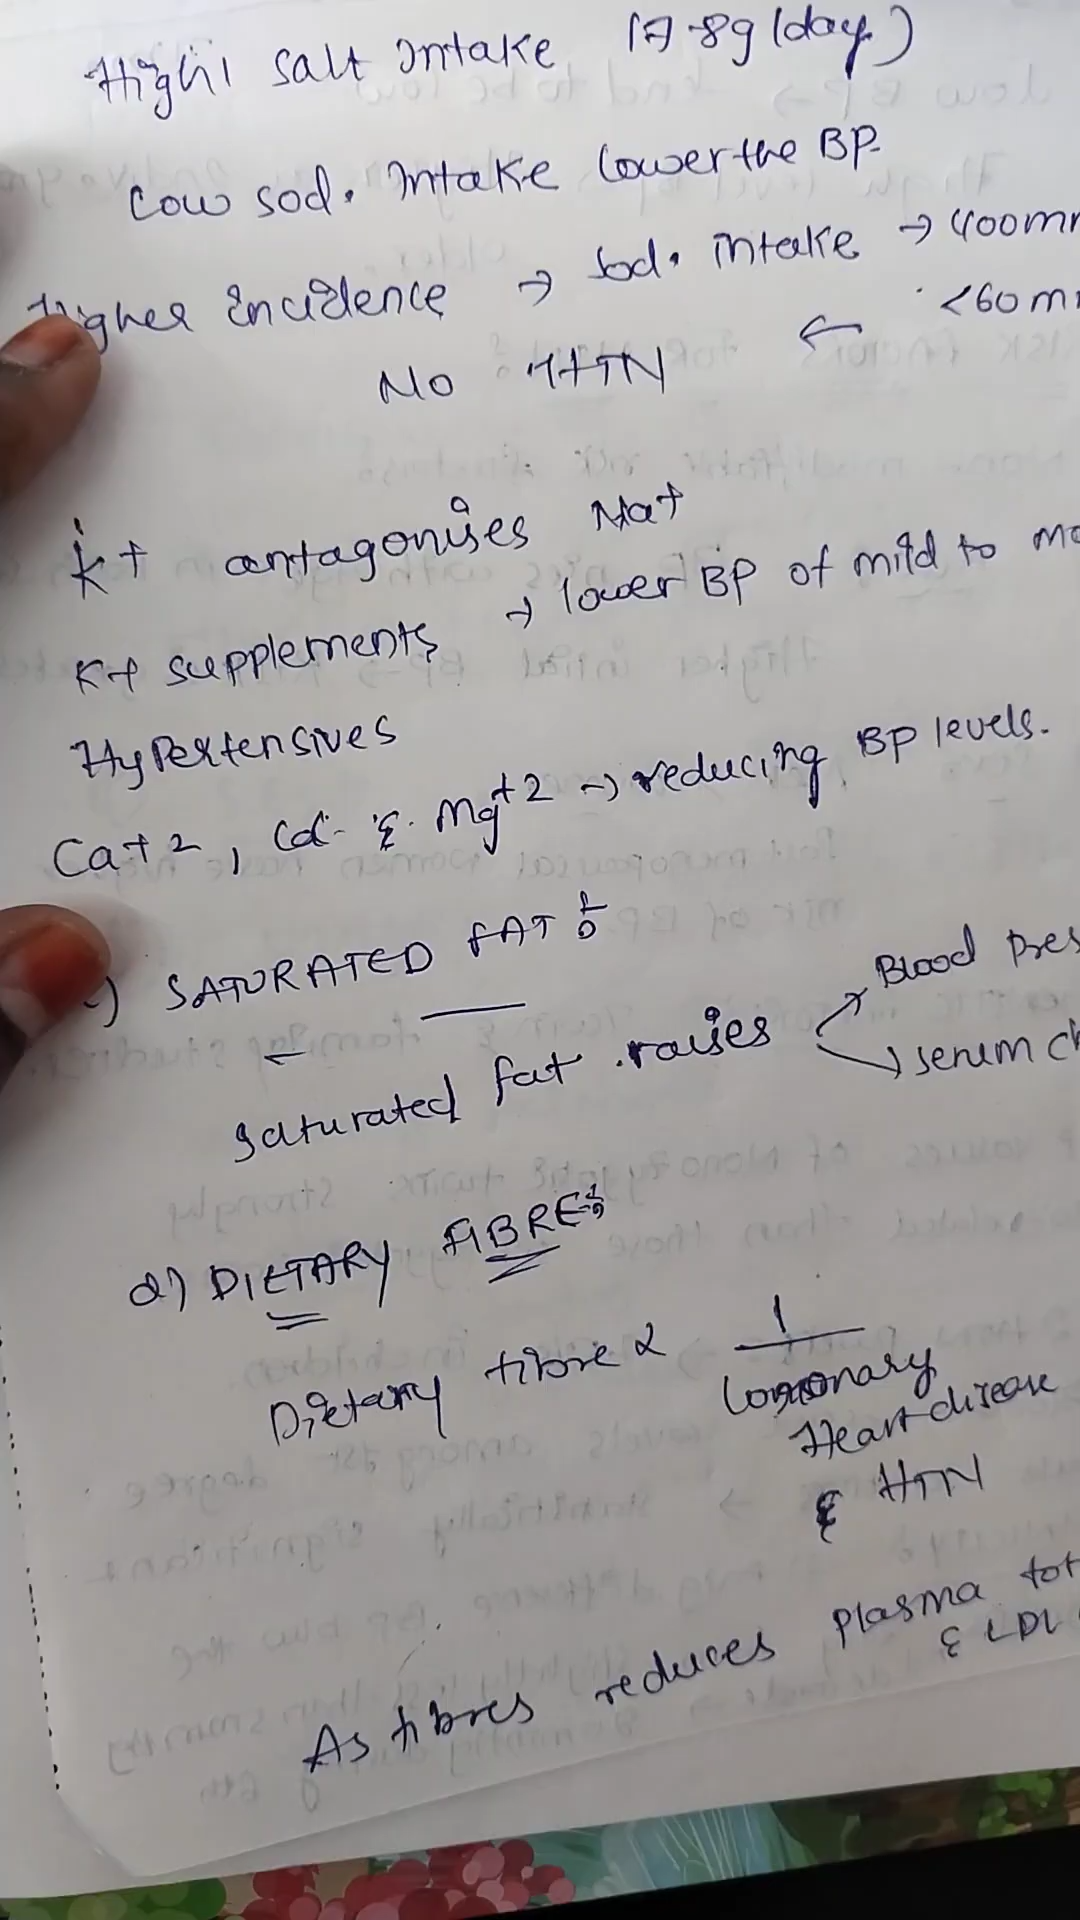 High salt Intake (7-8g/day)
Low sod. Intake lower the BP.
Higher Incidence → sod. intake → 400m
<60m
No HTN ←
K+ antagonises Na+
K+ supplements → lower BP of mild to mo
Hypertensives
Ca+2, Cd & Mg+2 → reducing BP levels.
) SATURATED FAT :-
saturated fat raises → Blood pres
→ serum ch
d) DIETARY FIBRE :-
Dietary fibre α 1
Coronary
Heart disease
& HTN
As fibres reduces plasma tot
& LDL